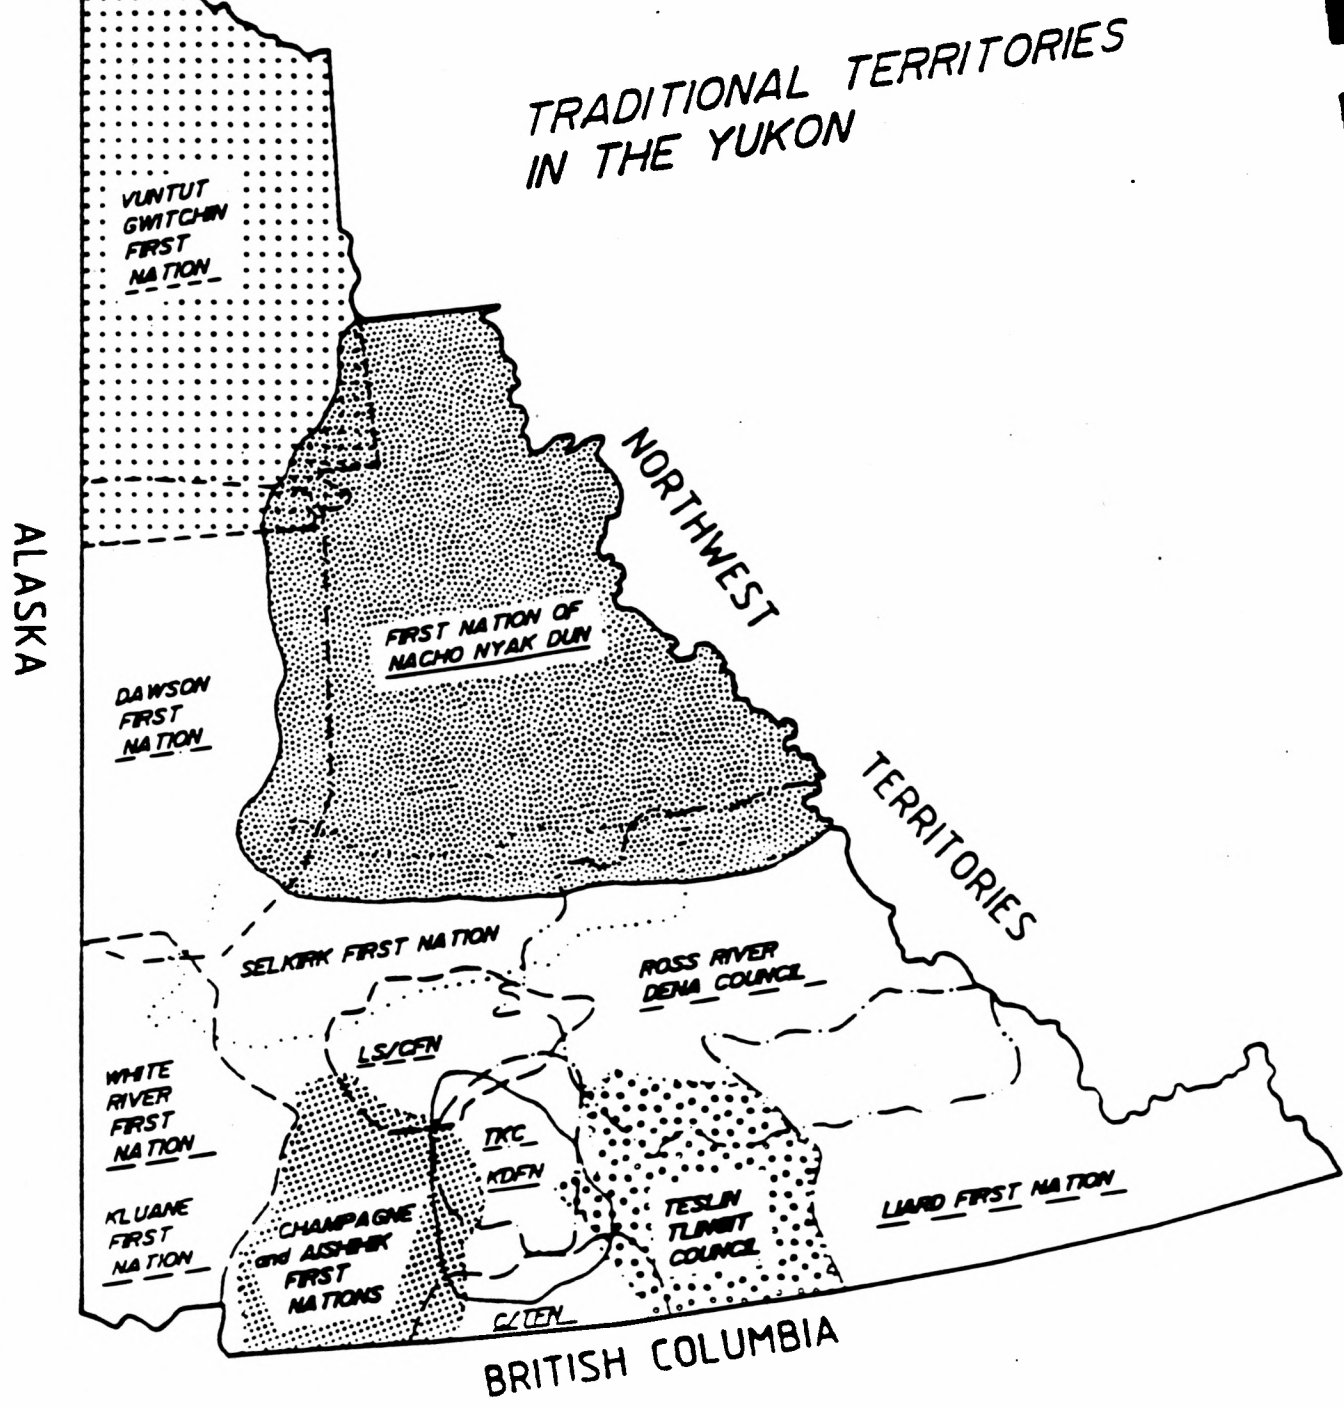 TRADITIONAL TERRITORIES
IN THE YUKON
VUNTUT
GWITCHIN
FIRST
NATION
NORTHWEST
ALASKA
FIRST NATION OF
NACHO NYAK DUN
DAWSON
FIRST
NATION
TERRITORIES
SELKIRK FIRST NATION
ROSS RIVER
DENA COUNCIL
LS/CFN
WHITE
RIVER
FIRST
NATION
TKC
KDFN
KLUANE
FIRST
NATION
CHAMPAGNE
and AISHIHIK
FIRST
NATIONS
TESLIN
TLINGIT
COUNCIL
LIARD FIRST NATION
C/TFN
BRITISH COLUMBIA